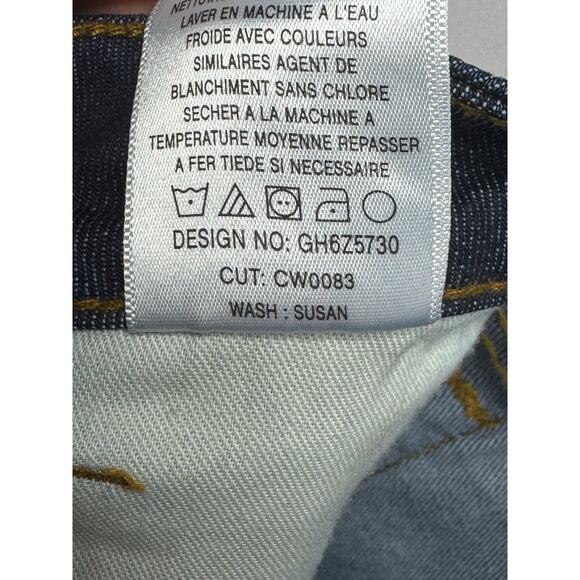 NETTOYER
LAVER EN MACHINE A L'EAU
FROIDE AVEC COULEURS
SIMILAIRES AGENT DE
BLANCHIMENT SANS CHLORE
SECHER A LA MACHINE A
TEMPERATURE MOYENNE REPASSER
A FER TIEDE SI NECESSAIRE
DESIGN NO: GH6Z5730
CUT: CW0083
WASH : SUSAN